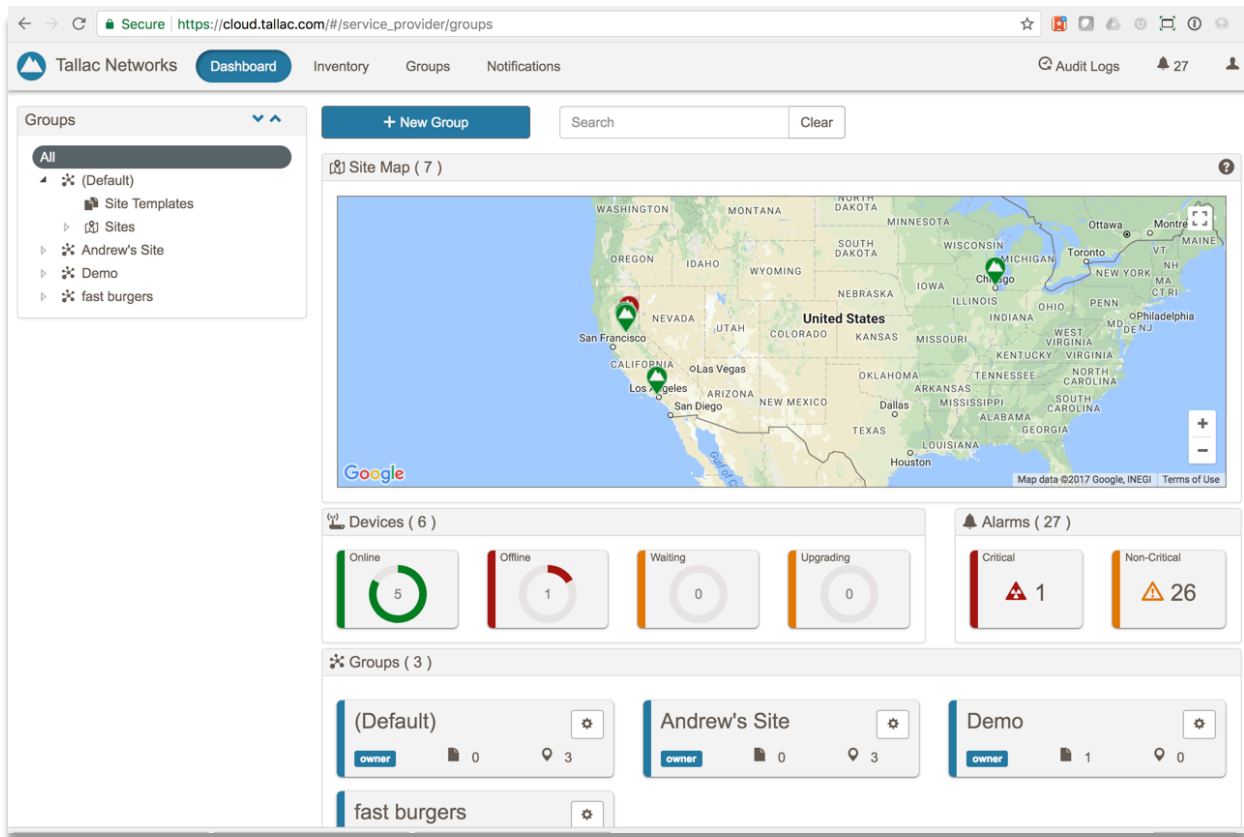 Secure https://cloud.tallac.com/#/service_provider/groups
Tallac Networks Dashboard Inventory Groups Notifications Audit Logs 27
Groups
All
(Default)
Site Templates
Sites
Andrew's Site
Demo
fast burgers
+ New Group Search Clear
Site Map ( 7 )
WASHINGTON
MONTANA
NORTH
DAKOTA
MINNESOTA
Ottawa
Montre
MAINE
OREGON
IDAHO
WYOMING
SOUTH
DAKOTA
WISCONSIN
MICHIGAN
Toronto
VT
NH
NEW YORK
MA
CT RI
Chicago
IOWA
NEBRASKA
ILLINOIS
INDIANA
OHIO
PENN
Philadelphia
MD
DE NJ
NEVADA
UTAH
COLORADO
United States
KANSAS
MISSOURI
WEST
VIRGINIA
KENTUCKY
VIRGINIA
San Francisco
CALIFORNIA
Las Vegas
Los Angeles
San Diego
ARIZONA
NEW MEXICO
OKLAHOMA
ARKANSAS
TENNESSEE
NORTH
CAROLINA
SOUTH
CAROLINA
MISSISSIPPI
ALABAMA
GEORGIA
Dallas
TEXAS
LOUISIANA
Houston
Gulf of C
Google
+
−
Map data ©2017 Google, INEGI Terms of Use
Devices ( 6 )
Online
5
Offline
1
Waiting
0
Upgrading
0
Alarms ( 27 )
Critical
1
Non-Critical
26
Groups ( 3 )
(Default)
owner 0 3
Andrew's Site
owner 0 3
Demo
owner 1 0
fast burgers